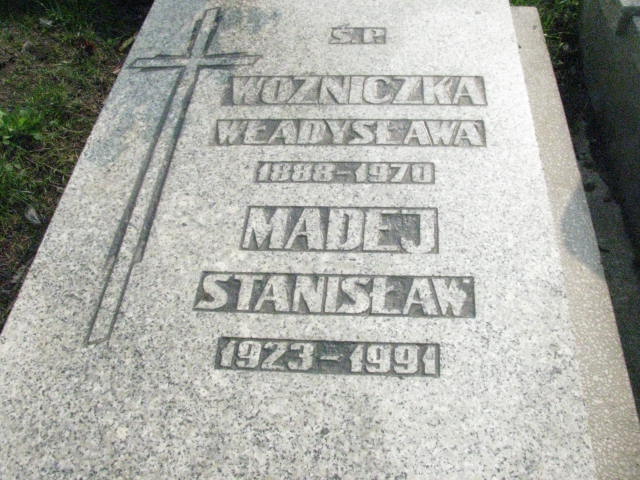 Ś.P.
WOŹNICZKA
WŁADYSŁAWA
1888-1970
MADEJ
STANISŁAW
1923-1991